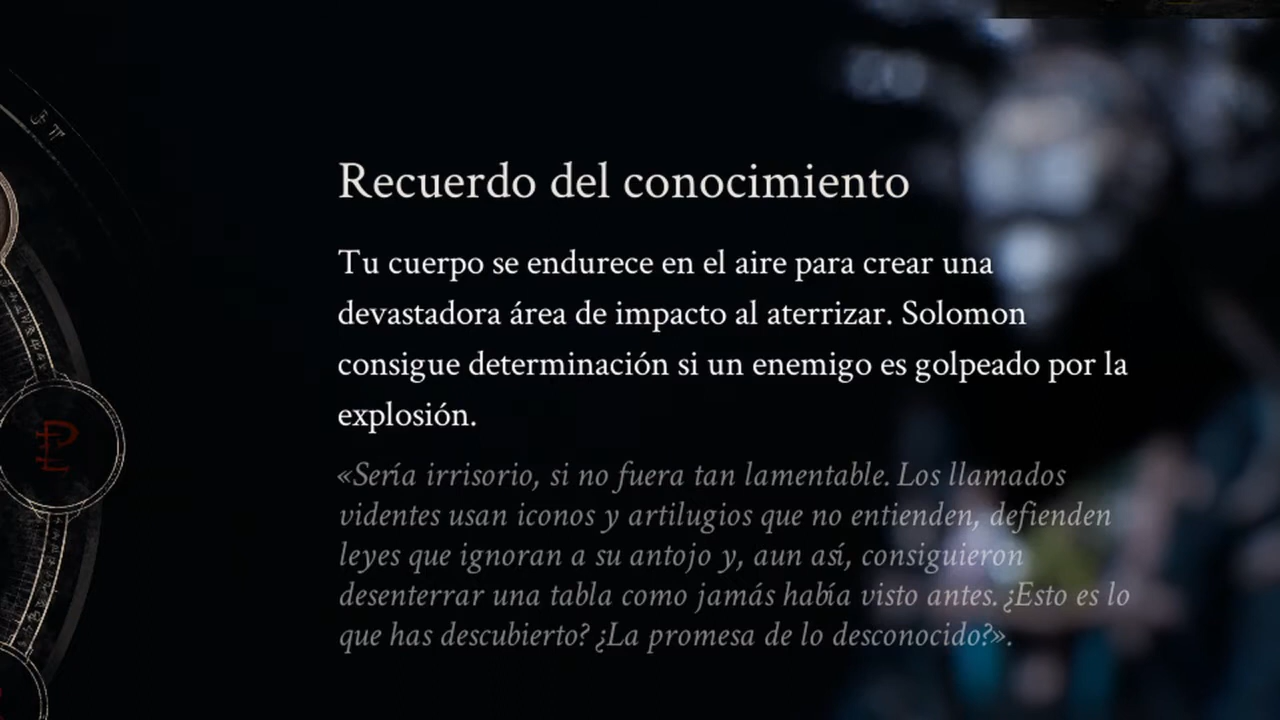 Recuerdo del conocimiento
Tu cuerpo se endurece en el aire para crear una
devastadora área de impacto al aterrizar. Solomon
consigue determinación si un enemigo es golpeado por la
explosión.
«Sería irrisorio, si no fuera tan lamentable. Los llamados
videntes usan iconos y artilugios que no entienden, defienden
leyes que ignoran a su antojo y, aun así, consiguieron
desenterrar una tabla como jamás había visto antes. ¿Esto es lo
que has descubierto? ¿La promesa de lo desconocido?».